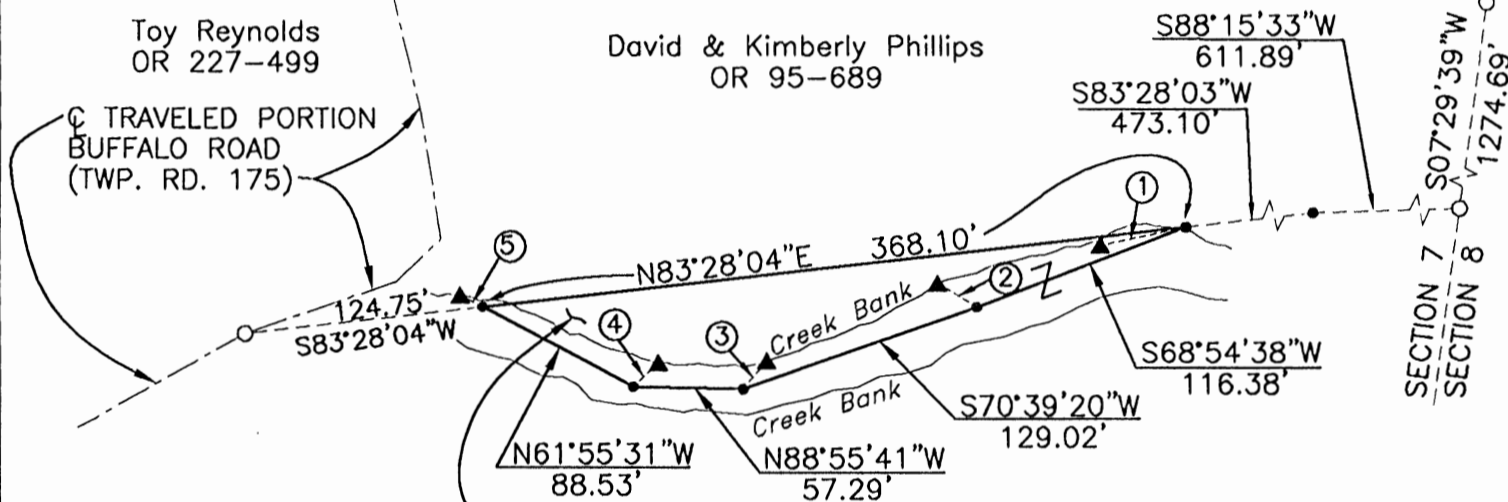 Toy Reynolds
OR 227-499
David & Kimberly Phillips
OR 95-689
S88°15'33"W
611.89'
S83°28'03"W
473.10'
S07°29'39"W
1274.69'
℄ TRAVELED PORTION
BUFFALO ROAD
(TWP. RD. 175)
1
5
N83°28'04"E 368.10'
2
124.75'
S83°28'04"W
4
3
Creek Bank
Creek Bank
S68°54'38"W
116.38'
S70°39'20"W
129.02'
N61°55'31"W
88.53'
N88°55'41"W
57.29'
SECTION 7
SECTION 8